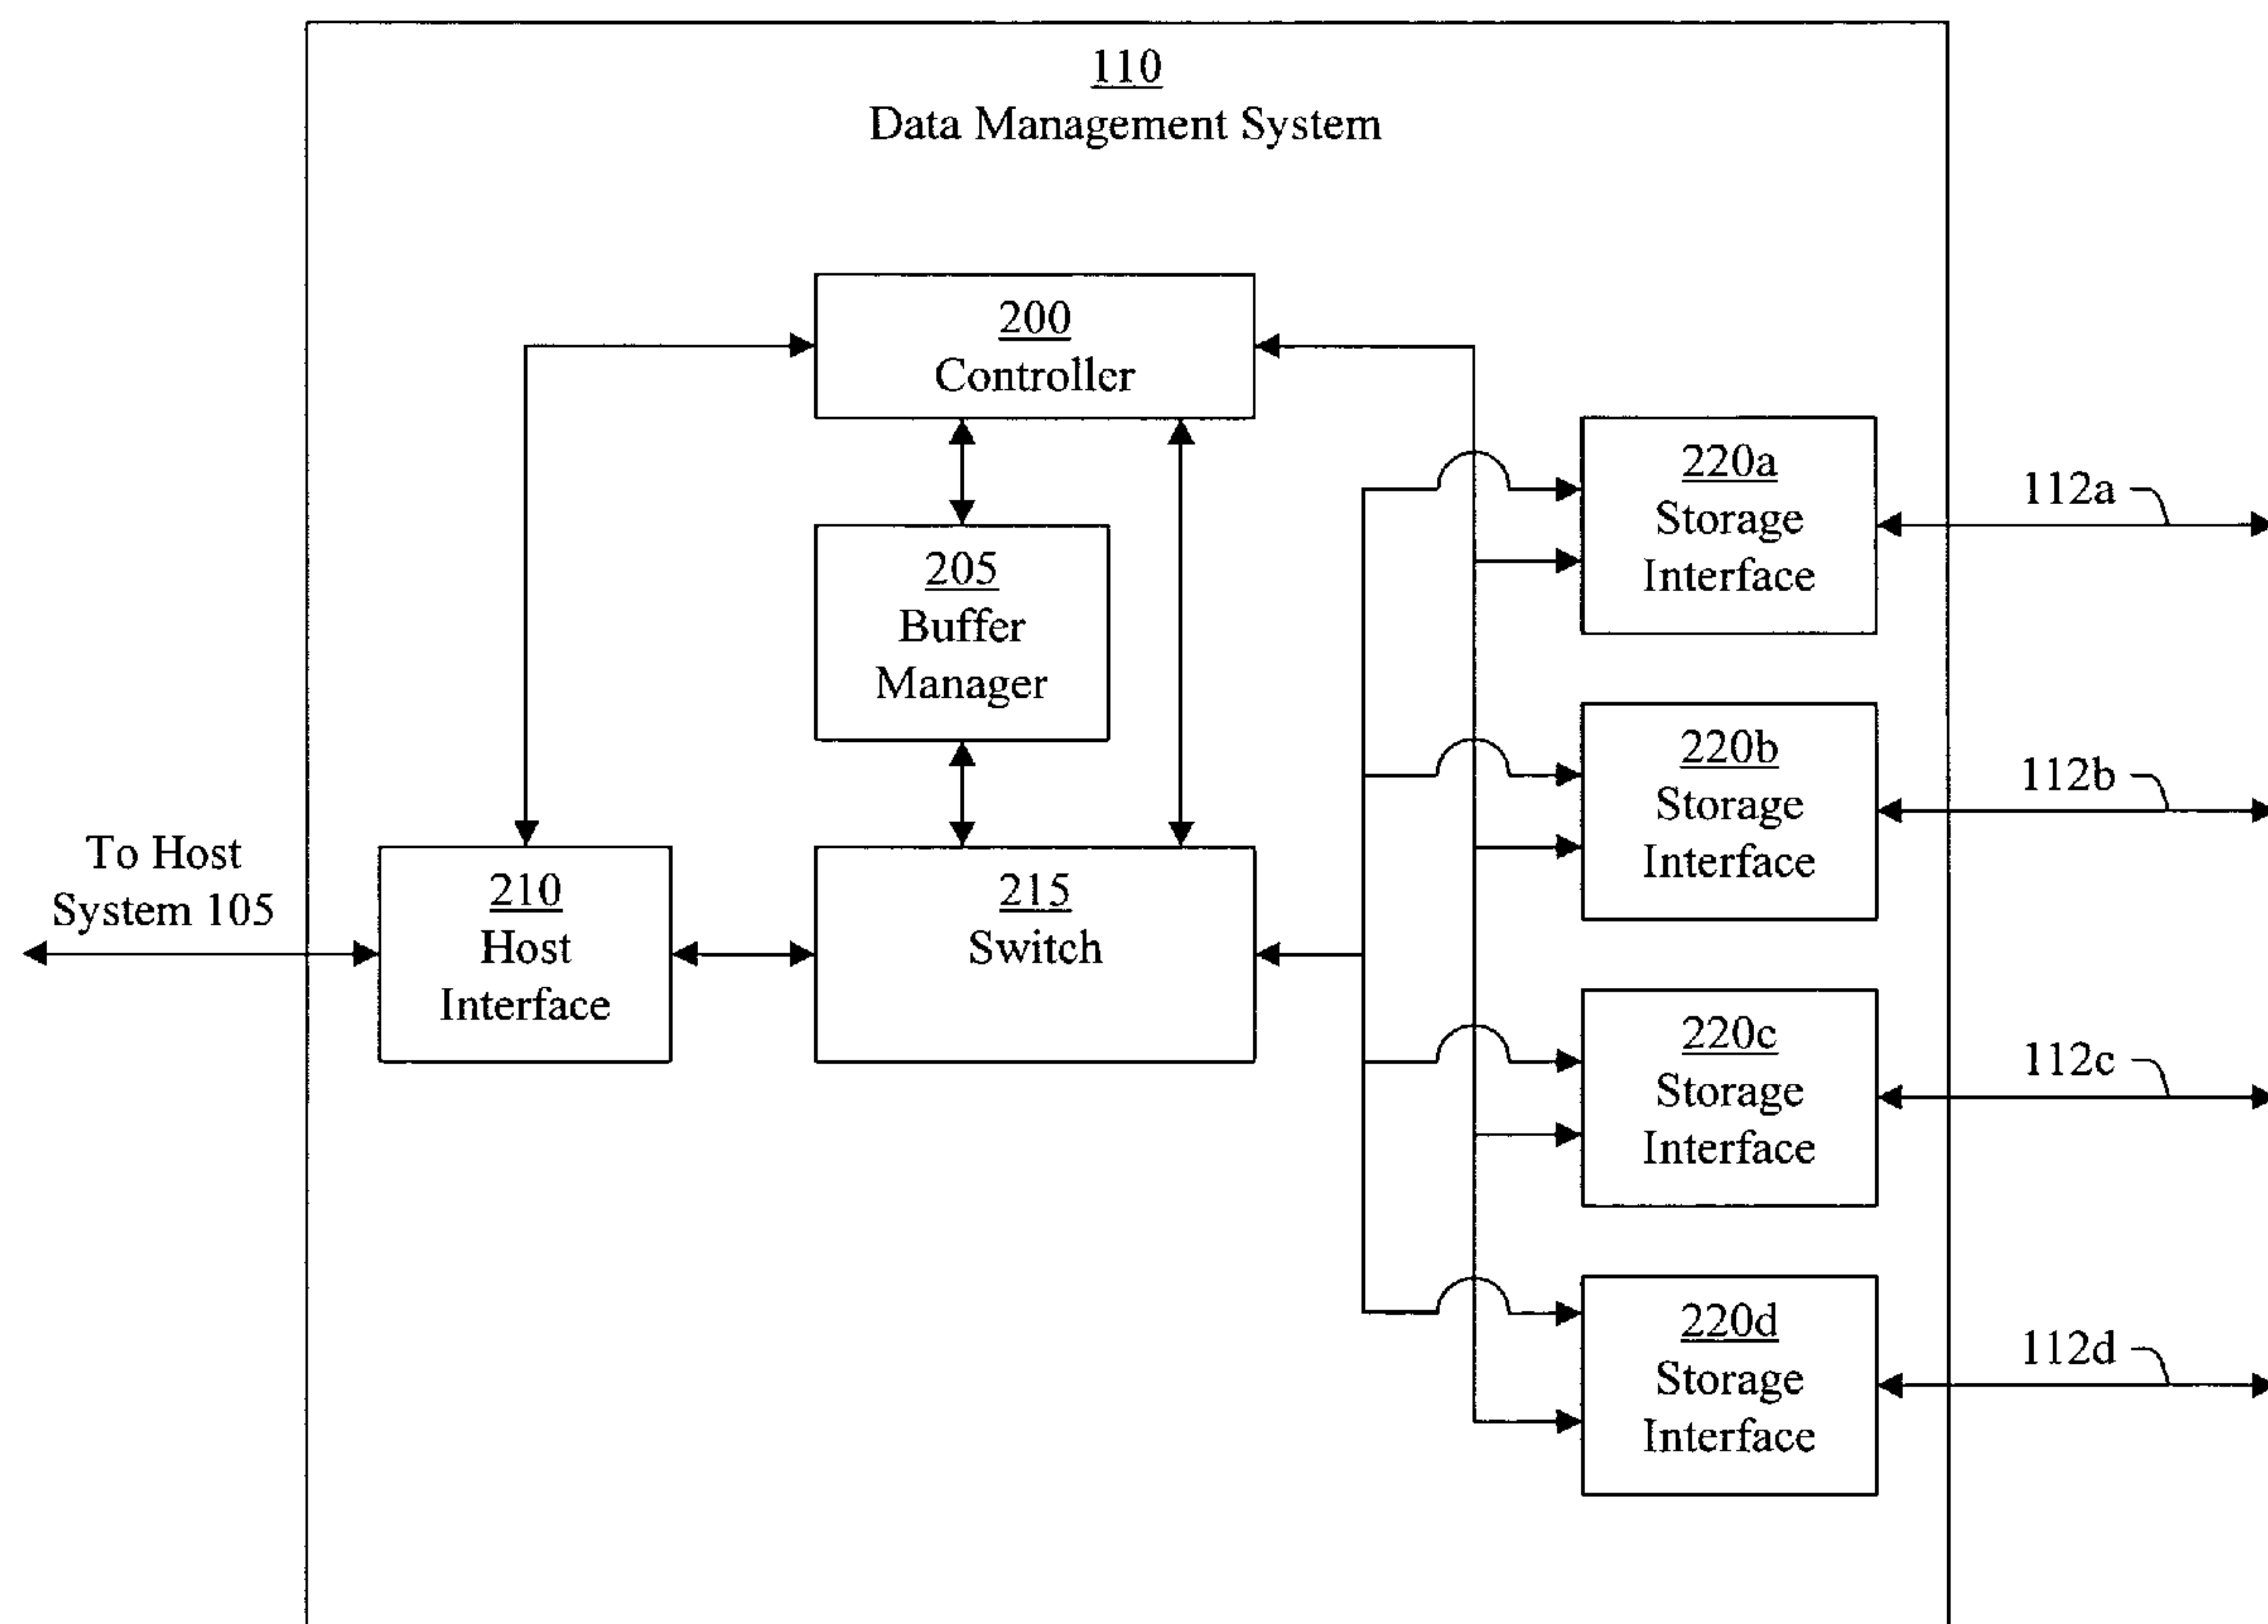 110
Data Management System
200
Controller
205
Buffer
Manager
To Host
System 105
210
Host
Interface
215
Switch
220a
Storage
Interface
112a
220b
Storage
Interface
112b
220c
Storage
Interface
112c
220d
Storage
Interface
112d